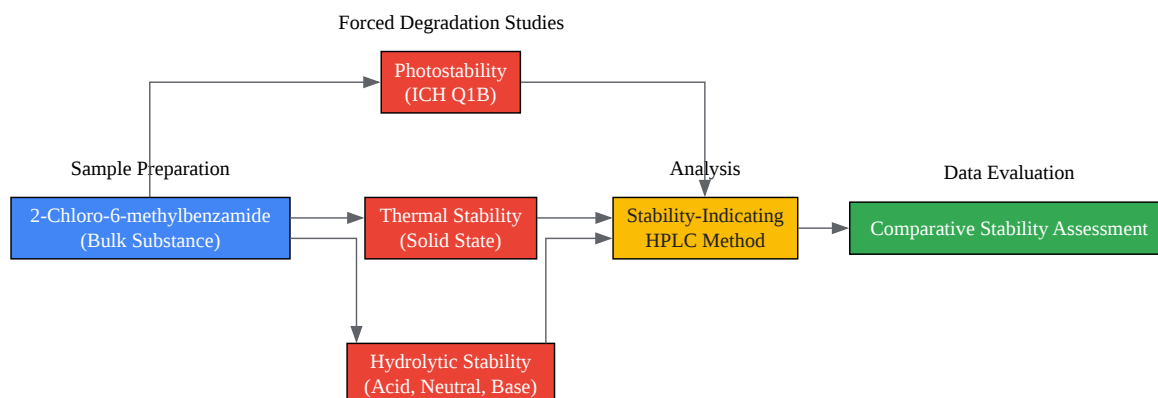 Forced Degradation Studies
Photostability
(ICH Q1B)
Sample Preparation
2-Chloro-6-methylbenzamide
(Bulk Substance)
Thermal Stability
(Solid State)
Hydrolytic Stability
(Acid, Neutral, Base)
Analysis
Stability-Indicating
HPLC Method
Data Evaluation
Comparative Stability Assessment